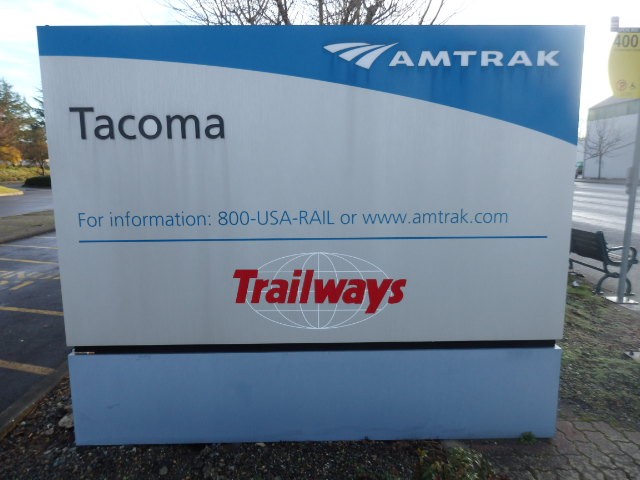 AMTRAK
400
Tacoma
For information: 800-USA-RAIL or www.amtrak.com
Trailways